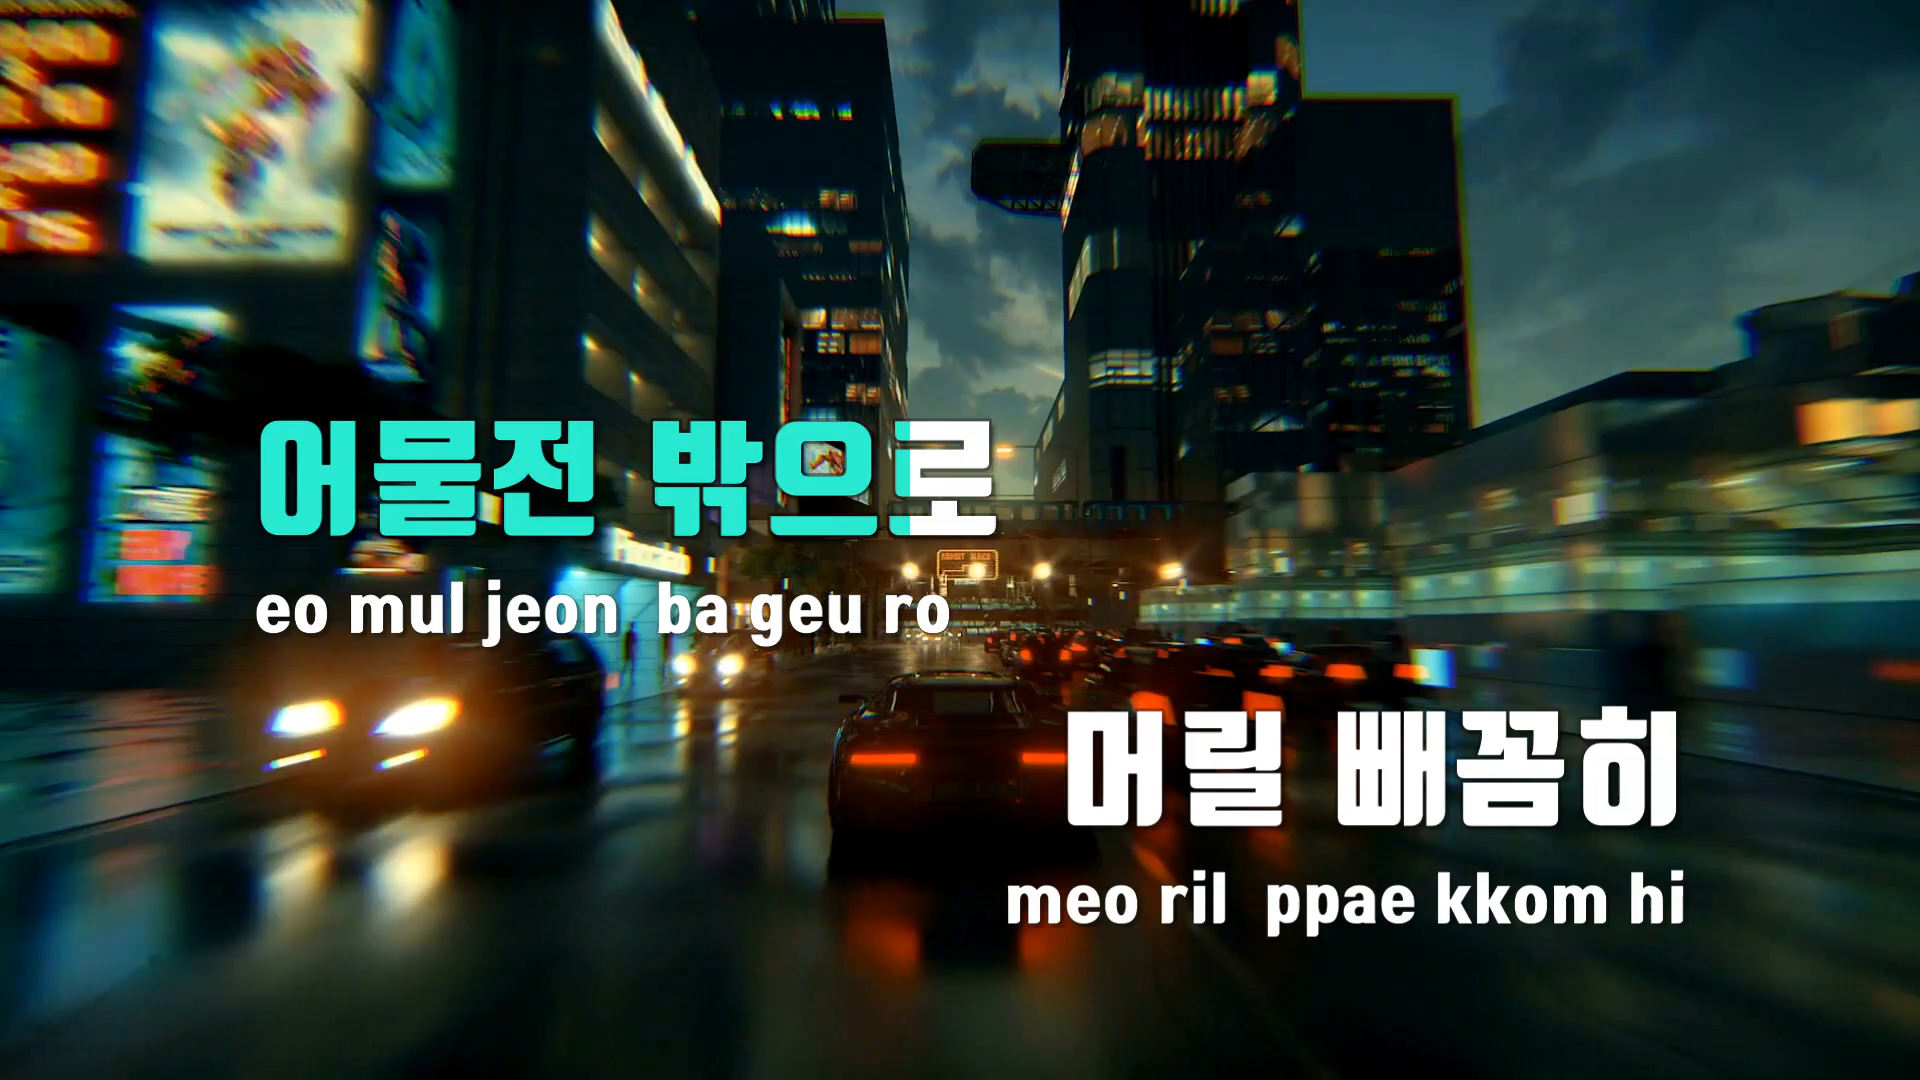 어물전 밖으로
eo mul jeon ba geu ro
머릴 빼꼼히
meo ril ppae kkom hi